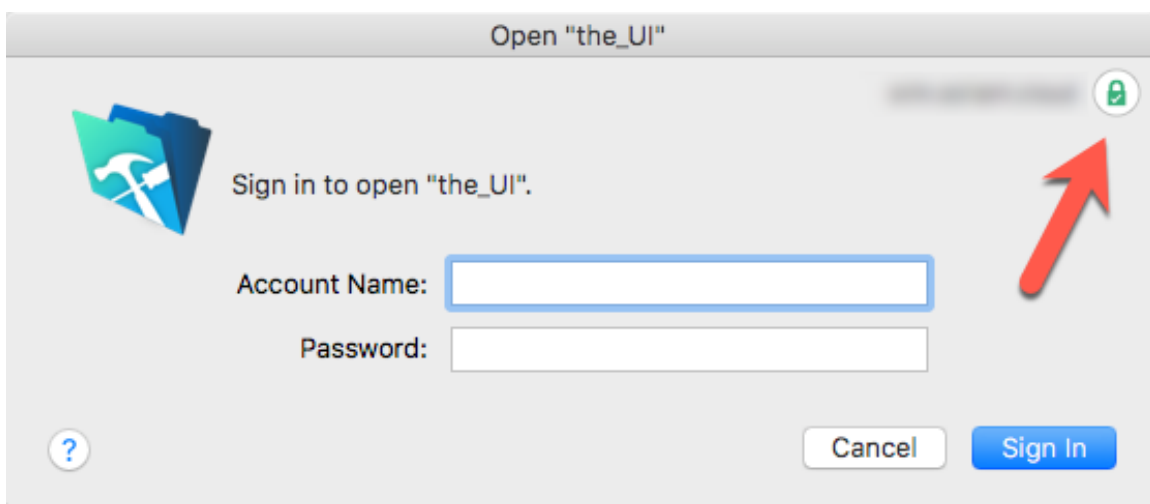 Open "the_UI"
Sign in to open "the_UI".
Account Name:
Password:
?
Cancel
Sign In